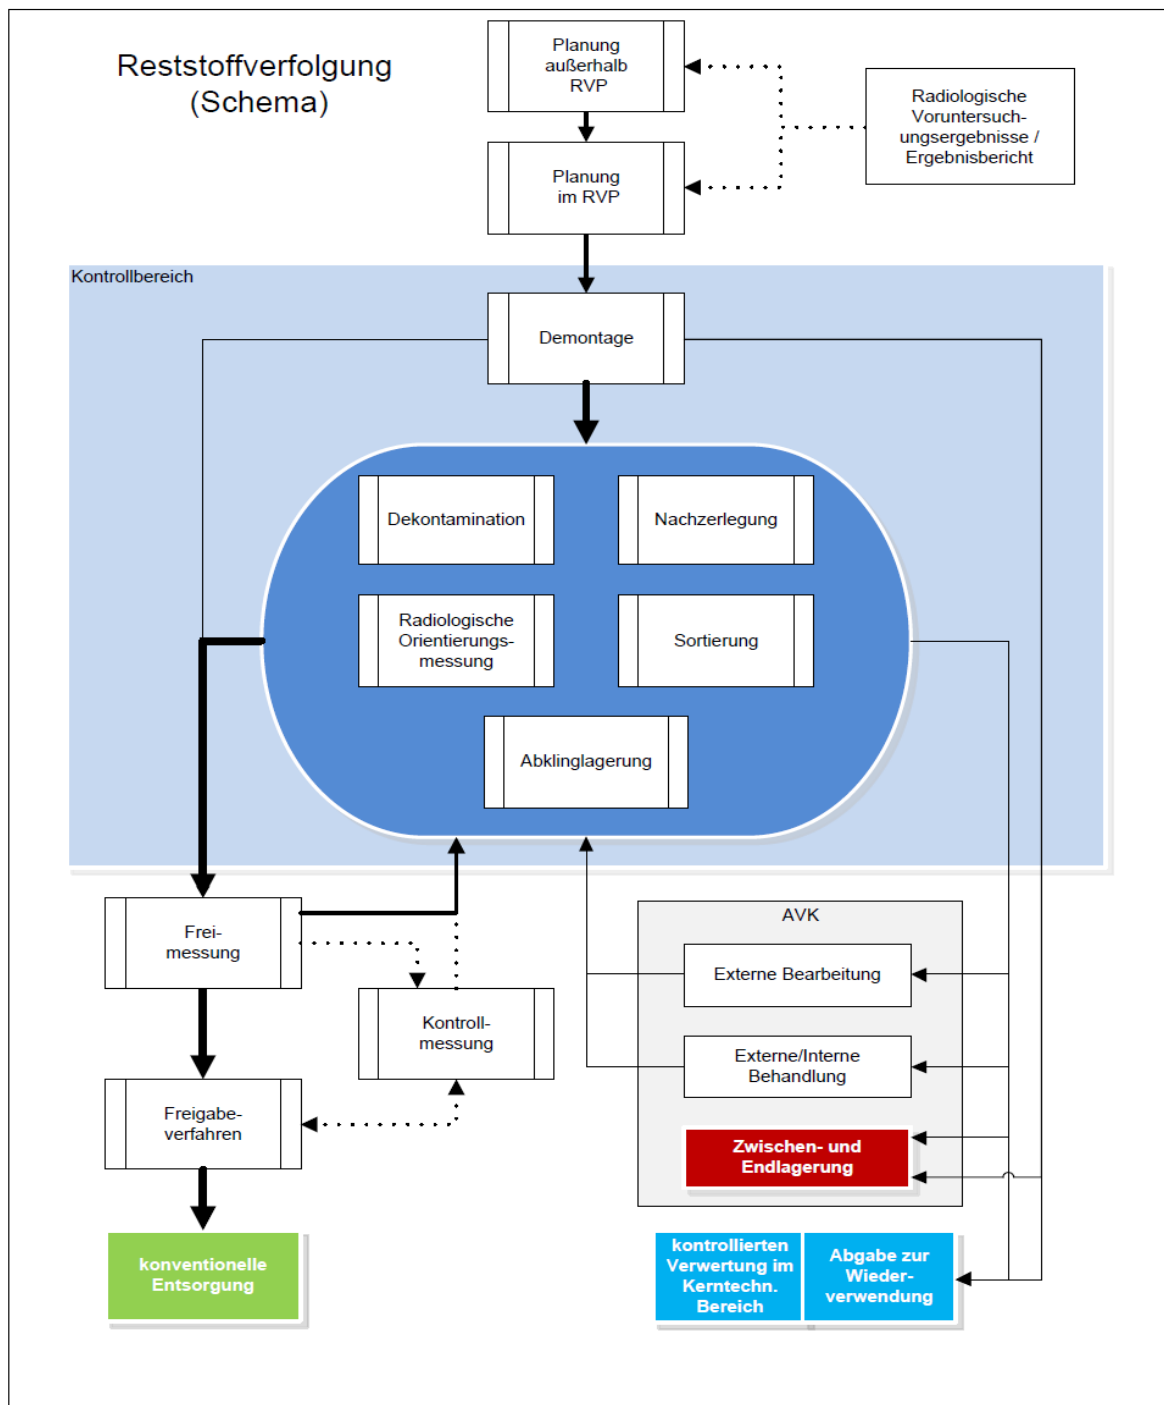 Reststoffverfolgung
(Schema)
Planung
außerhalb
RVP
Radiologische
Voruntersuch-
ungsergebnisse /
Ergebnisbericht
Planung
im RVP
Kontrollbereich
Demontage
Dekontamination
Nachzerlegung
Radiologische
Orientierungs-
messung
Sortierung
Abklinglagerung
Frei-
messung
Kontroll-
messung
Freigabe-
verfahren
konventionelle
Entsorgung
AVK
Externe Bearbeitung
Externe/Interne
Behandlung
Zwischen- und
Endlagerung
kontrollierten
Verwertung im
Kerntechn.
Bereich
Abgabe zur
Wieder-
verwendung